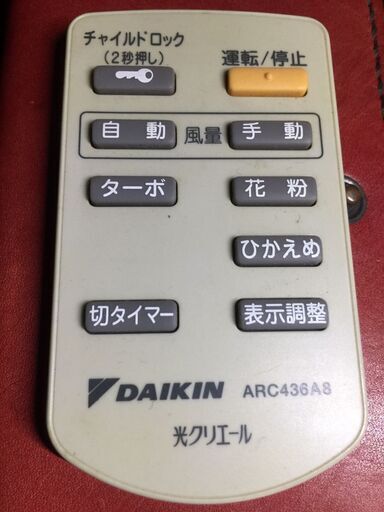 チャイルドロック
(2秒押し)
運転/停止
自動 風量 手動
ターボ 花粉
ひかえめ
切タイマー 表示調整
DAIKIN ARC436A8
光クリエール